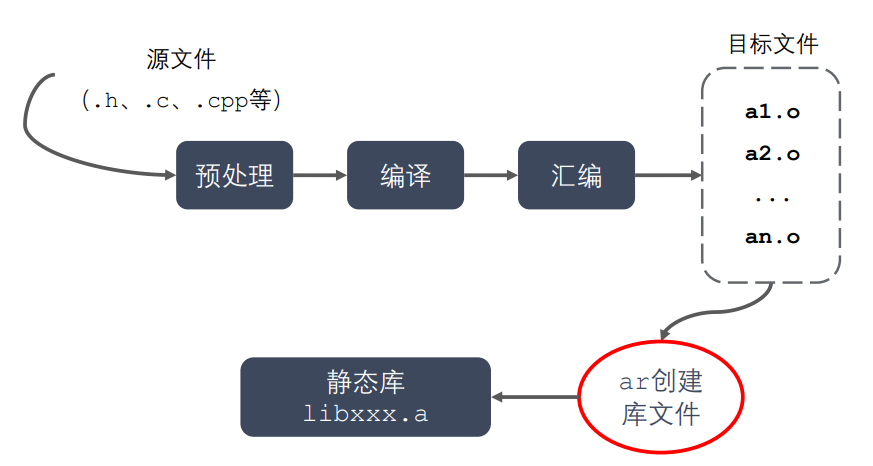 源文件
（.h、.c、.cpp等）
预处理
编译
汇编
目标文件
a1.o
a2.o
...
an.o
ar创建
库文件
静态库
libxxx.a